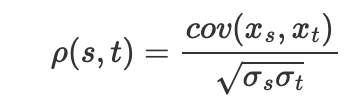 ρ(s, t) = cov(x_s, x_t) / √(σ_s σ_t)